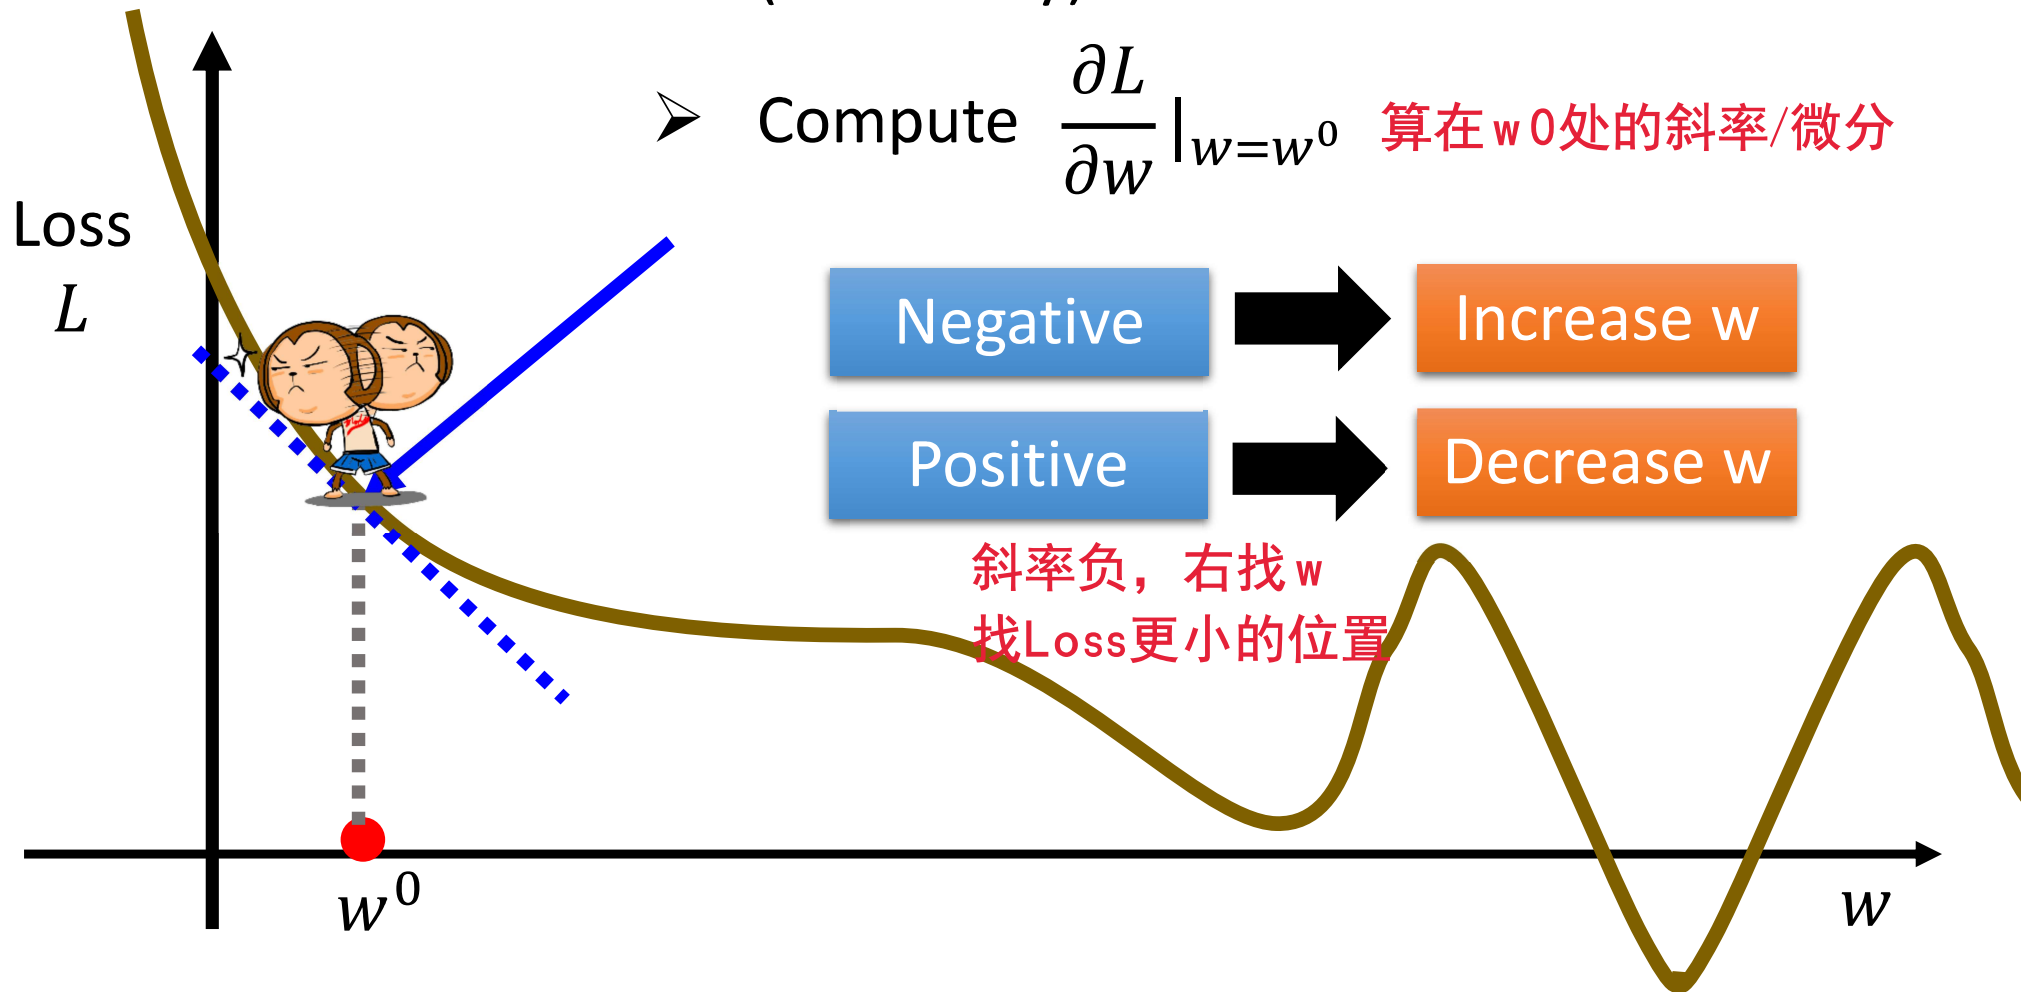 Compute ∂L/∂w |w=w⁰ 算在w0处的斜率/微分
Loss
L
Negative
Increase w
Positive
Decrease w
斜率负，右找w
找Loss更小的位置
w⁰
w